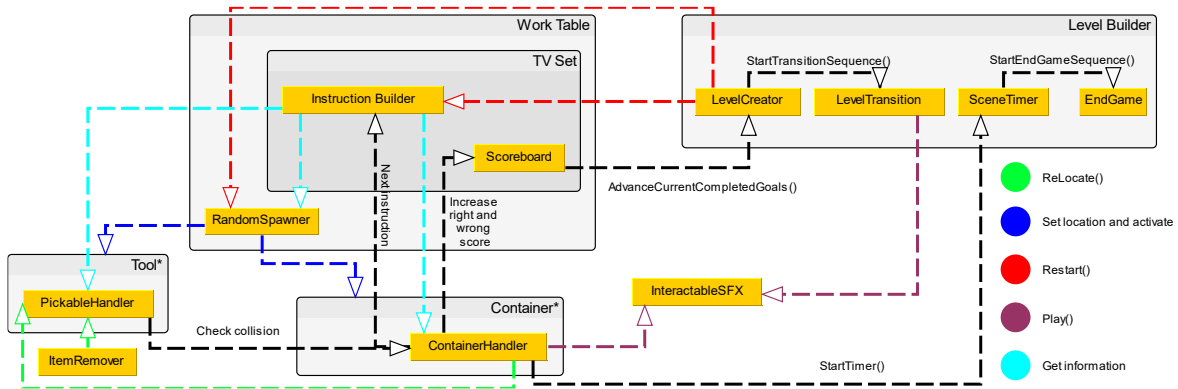 Work Table
Level Builder
TV Set
StartTransitionSequence()
StartEndGameSequence()
Instruction Builder
LevelCreator
LevelTransition
SceneTimer
EndGame
Scoreboard
Next instruction
AdvanceCurrentCompletedGoals()
ReLocate()
Increase
right and
wrong
score
RandomSpawner
Set location and activate
Tool*
Restart()
PickableHandler
InteractableSFX
Container*
Play()
Check collision
ContainerHandler
ItemRemover
StartTimer()
Get information